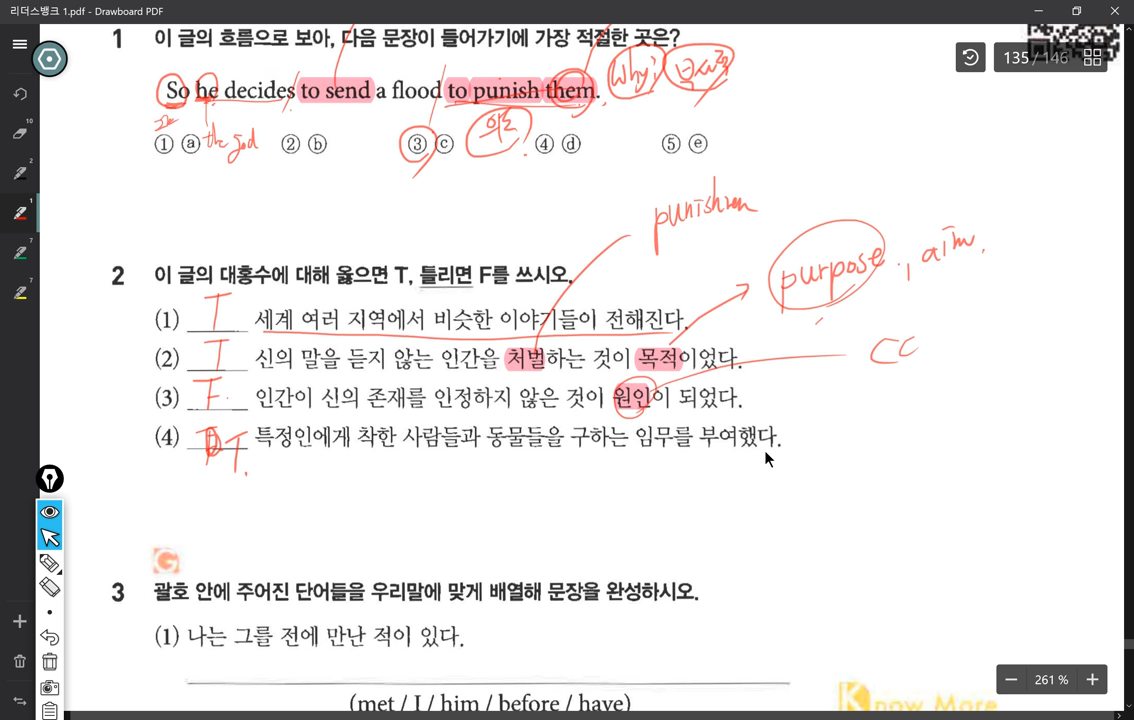 리더스뱅크 1.pdf - Drawboard PDF
135 / 146
1 이 글의 흐름으로 보아, 다음 문장이 들어가기에 가장 적절한 곳은?
So he decides to send a flood to punish them.
why?
the god
의도
① ⓐ ② ⓑ ③ ⓒ ④ ⓓ ⑤ ⓔ
punishmen
purpose, aim.
2 이 글의 대홍수에 대해 옳으면 T, 틀리면 F를 쓰시오.
(1) T 세계 여러 지역에서 비슷한 이야기들이 전해진다.
(2) T 신의 말을 듣지 않는 인간을 처벌하는 것이 목적이었다.
CC
(3) F 인간이 신의 존재를 인정하지 않은 것이 원인이 되었다.
(4) T. 특정인에게 착한 사람들과 동물들을 구하는 임무를 부여했다.
G
3 괄호 안에 주어진 단어들을 우리말에 맞게 배열해 문장을 완성하시오.
(1) 나는 그를 전에 만난 적이 있다.
(met / I / him / before / have)
Know More
261 %
10
2
1
7
7